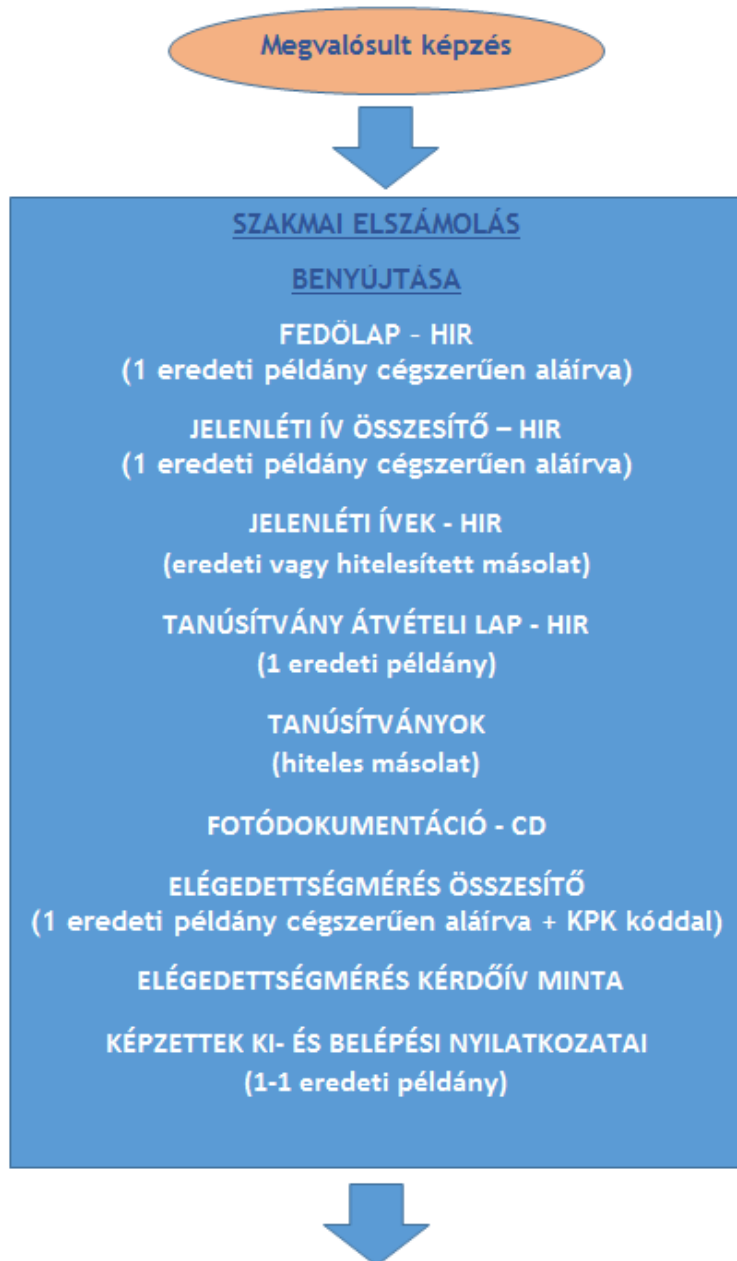 Megvalósult képzés
SZAKMAI ELSZÁMOLÁS
BENYÚJTÁSA
FEDŐLAP – HIR
(1 eredeti példány cégszerűen aláírva)
JELENLÉTI ÍV ÖSSZESÍTŐ – HIR
(1 eredeti példány cégszerűen aláírva)
JELENLÉTI ÍVEK - HIR
(eredeti vagy hitelesített másolat)
TANÚSÍTVÁNY ÁTVÉTELI LAP - HIR
(1 eredeti példány)
TANÚSÍTVÁNYOK
(hiteles másolat)
FOTÓDOKUMENTÁCIÓ - CD
ELÉGEDETTSÉGMÉRÉS ÖSSZESÍTŐ
(1 eredeti példány cégszerűen aláírva + KPK kóddal)
ELÉGEDETTSÉGMÉRÉS KÉRDŐÍV MINTA
KÉPZETTEK KI- ÉS BELÉPÉSI NYILATKOZATAI
(1-1 eredeti példány)